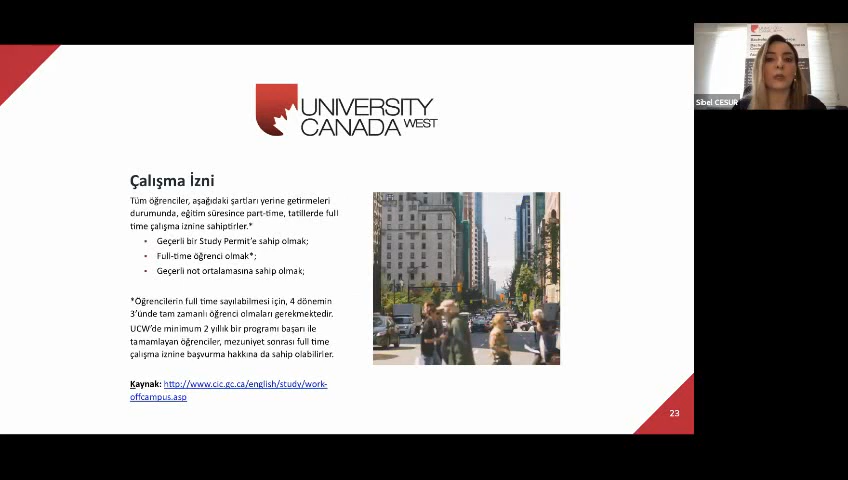 UNIVERSITY
CANADA WEST
Sibel CESUR
Çalışma İzni
Tüm öğrenciler, aşağıdaki şartları yerine getirmeleri
durumunda, eğitim süresince part-time, tatillerde full
time çalışma iznine sahiptirler.*
• Geçerli bir Study Permit'e sahip olmak;
• Full-time öğrenci olmak*;
• Geçerli not ortalamasına sahip olmak;
*Öğrencilerin full time sayılabilmesi için, 4 dönemin
3'ünde tam zamanlı öğrenci olmaları gerekmektedir.
UCW'de minimum 2 yıllık bir programı başarı ile
tamamlayan öğrenciler, mezuniyet sonrası full time
çalışma iznine başvurma hakkına da sahip olabilirler.
Kaynak: http://www.cic.gc.ca/english/study/work-
offcampus.asp
23